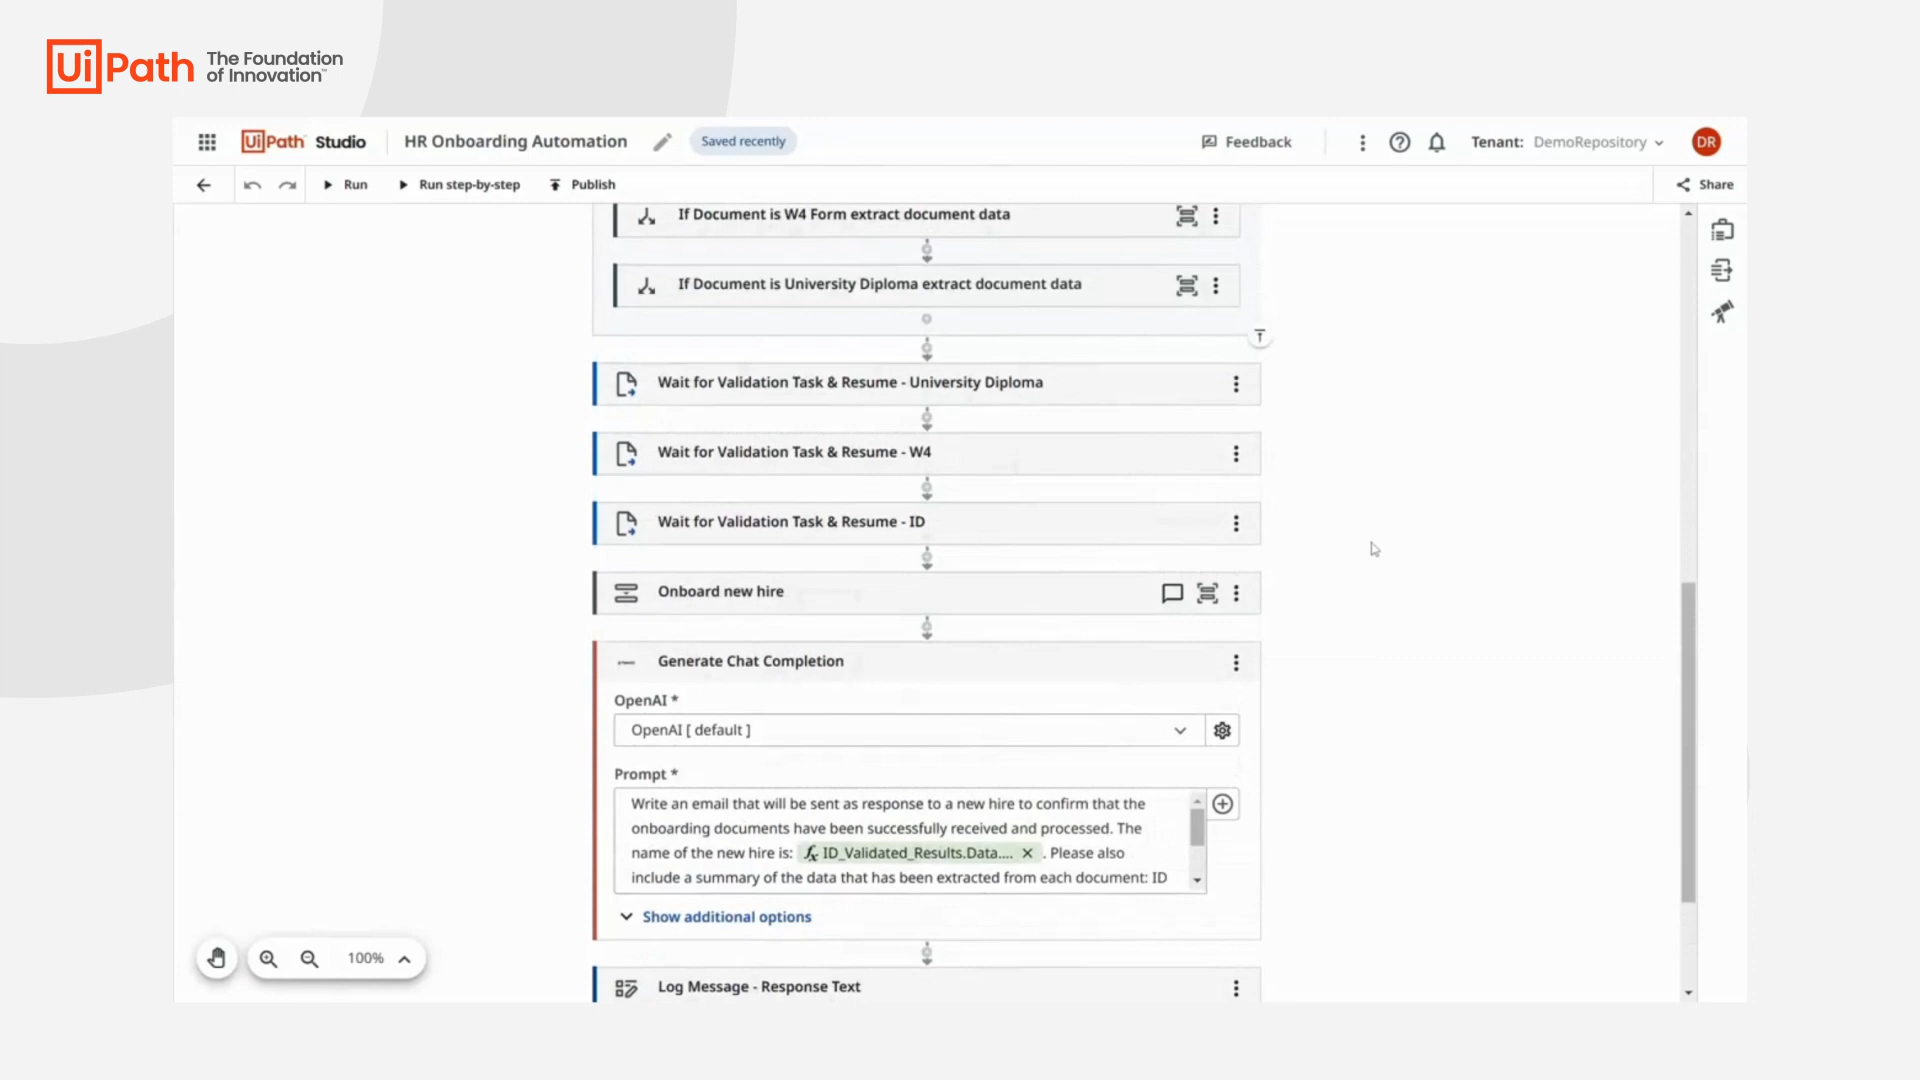 UiPath The Foundation
of Innovation™
UiPath Studio HR Onboarding Automation Saved recently Feedback Tenant: DemoRepository DR
Run Run step-by-step Publish Share
If Document is W4 Form extract document data
If Document is University Diploma extract document data
Wait for Validation Task & Resume - University Diploma
Wait for Validation Task & Resume - W4
Wait for Validation Task & Resume - ID
Onboard new hire
Generate Chat Completion
OpenAI *
OpenAI [ default ]
Prompt *
Write an email that will be sent as response to a new hire to confirm that the
onboarding documents have been successfully received and processed. The
name of the new hire is: fx ID_Validated_Results.Data.... × . Please also
include a summary of the data that has been extracted from each document: ID
Show additional options
100%
Log Message - Response Text